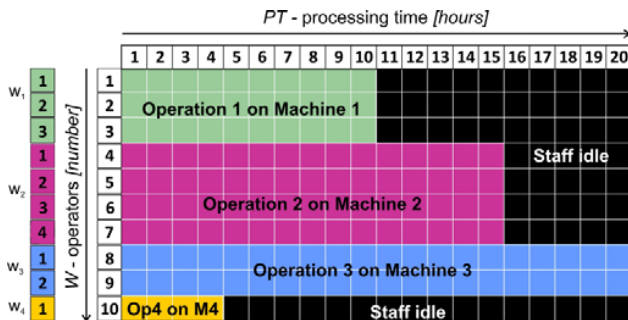 PT - processing time [hours]
1 2 3 4 5 6 7 8 9 10 11 12 13 14 15 16 17 18 19 20
W - operators [number]
w1 1 1
2 2 Operation 1 on Machine 1
3 3
1 4 Staff idle
w2 2 5
3 6 Operation 2 on Machine 2
4 7
w3 1 8 Operation 3 on Machine 3
2 9
w4 1 10 Op4 on M4 Staff idle